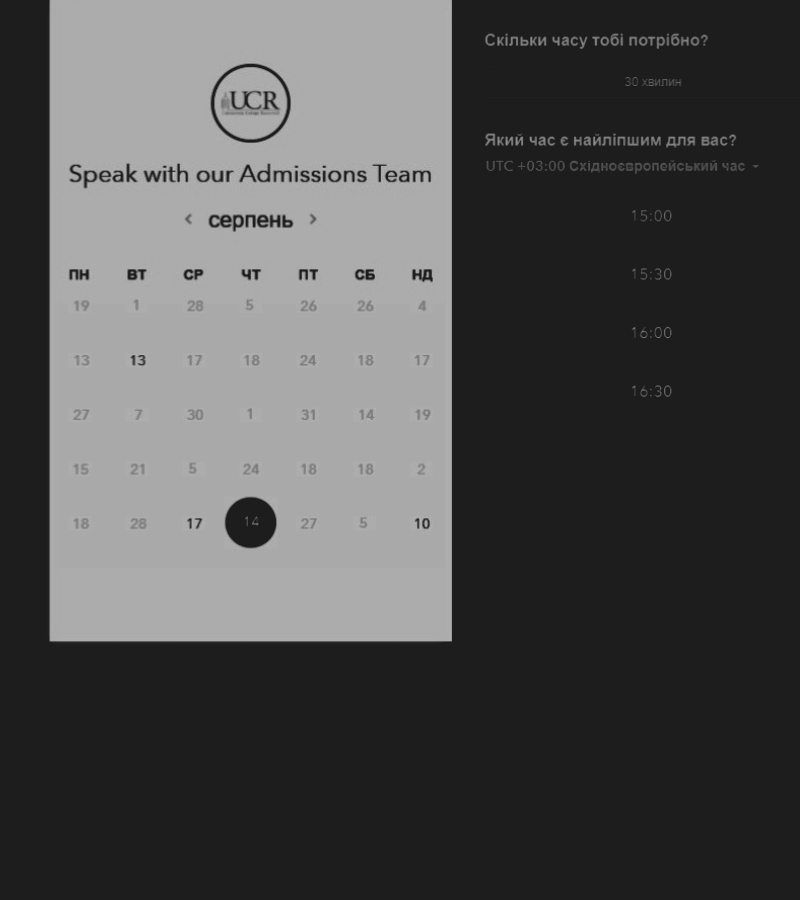 UCR
Speak with our Admissions Team
серпень
ПН ВТ СР ЧТ ПТ СБ НД
19 1 28 5 26 26 4
13 13 17 18 24 18 17
27 7 30 1 31 14 19
15 21 5 24 18 18 2
18 28 17 14 27 5 10
Скільки часу тобі потрібно?
30 хвилин
Який час є найліпшим для вас?
UTC +03:00 Східноєвропейський час
15:00
15:30
16:00
16:30